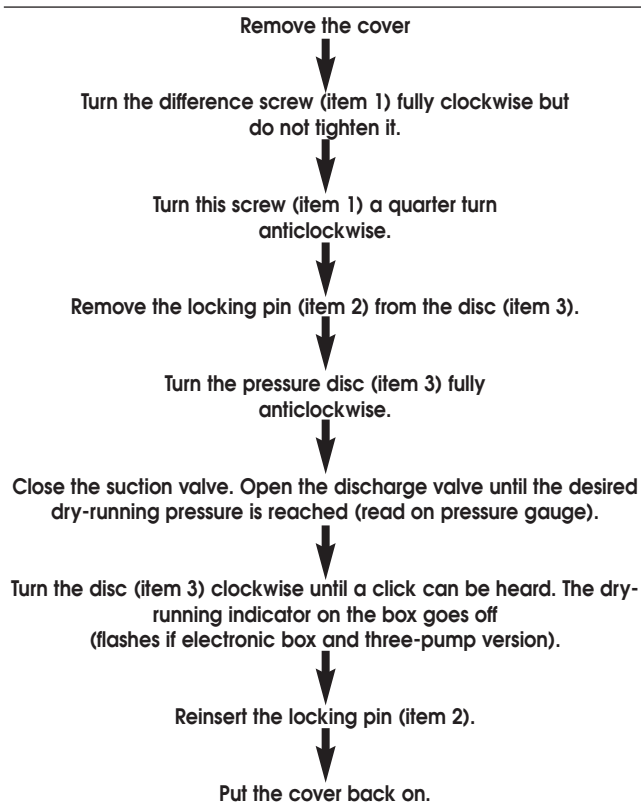 Remove the cover
Turn the difference screw (item 1) fully clockwise but
do not tighten it.
Turn this screw (item 1) a quarter turn
anticlockwise.
Remove the locking pin (item 2) from the disc (item 3).
Turn the pressure disc (item 3) fully
anticlockwise.
Close the suction valve. Open the discharge valve until the desired
dry-running pressure is reached (read on pressure gauge).
Turn the disc (item 3) clockwise until a click can be heard. The dry-
running indicator on the box goes off
(flashes if electronic box and three-pump version).
Reinsert the locking pin (item 2).
Put the cover back on.